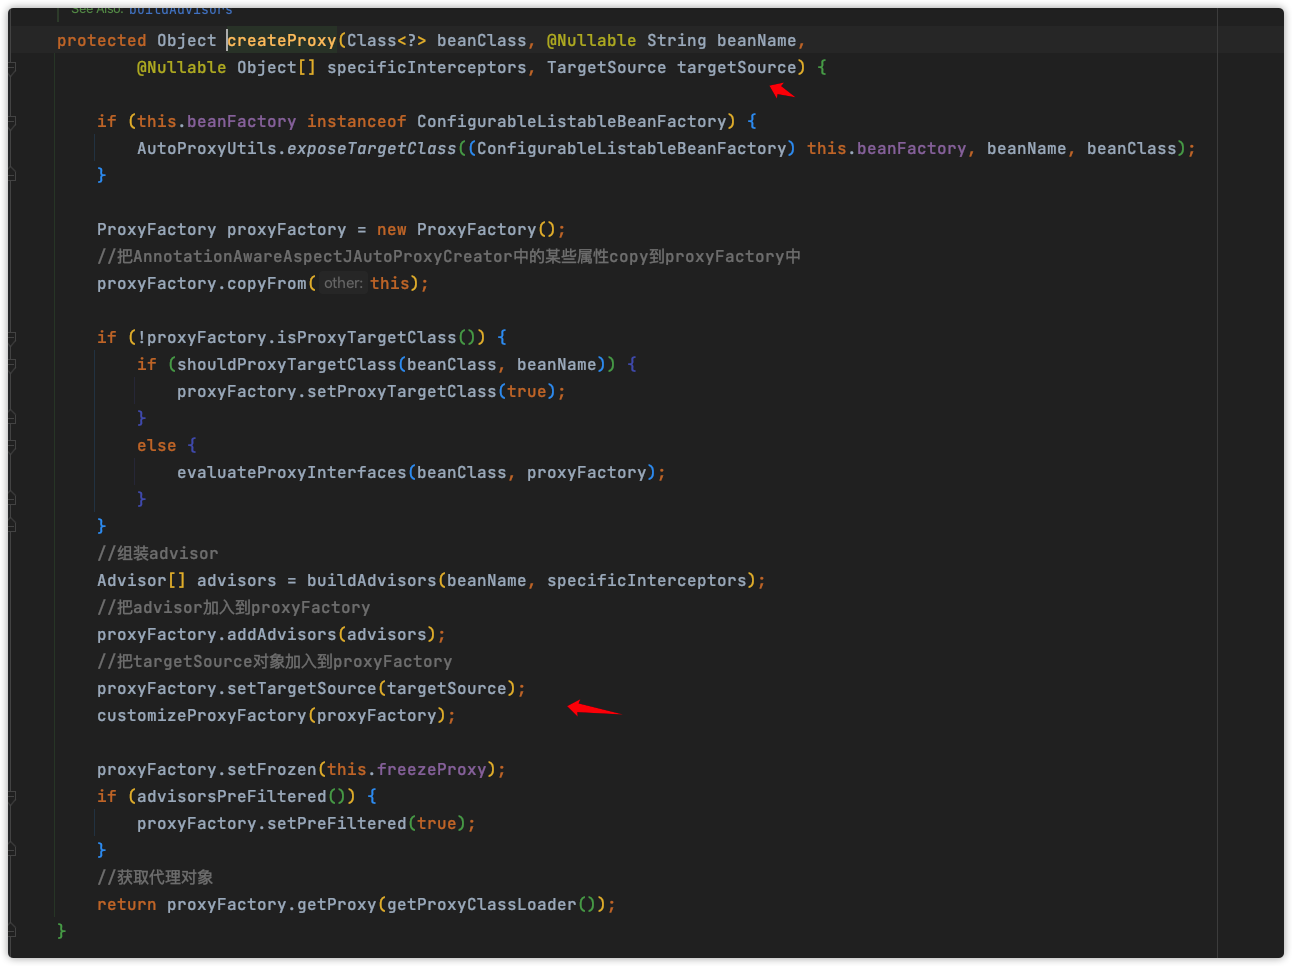 See Also: buildAdvisors
protected Object createProxy(Class<?> beanClass, @Nullable String beanName,
        @Nullable Object[] specificInterceptors, TargetSource targetSource) {
    if (this.beanFactory instanceof ConfigurableListableBeanFactory) {
        AutoProxyUtils.exposeTargetClass((ConfigurableListableBeanFactory) this.beanFactory, beanName, beanClass);
    }
    ProxyFactory proxyFactory = new ProxyFactory();
    //把AnnotationAwareAspectJAutoProxyCreator中的某些属性copy到proxyFactory中
    proxyFactory.copyFrom( other: this);
    if (!proxyFactory.isProxyTargetClass()) {
        if (shouldProxyTargetClass(beanClass, beanName)) {
            proxyFactory.setProxyTargetClass(true);
        }
        else {
            evaluateProxyInterfaces(beanClass, proxyFactory);
        }
    }
    //组装advisor
    Advisor[] advisors = buildAdvisors(beanName, specificInterceptors);
    //把advisor加入到proxyFactory
    proxyFactory.addAdvisors(advisors);
    //把targetSource对象加入到proxyFactory
    proxyFactory.setTargetSource(targetSource);
    customizeProxyFactory(proxyFactory);
    proxyFactory.setFrozen(this.freezeProxy);
    if (advisorsPreFiltered()) {
        proxyFactory.setPreFiltered(true);
    }
    //获取代理对象
    return proxyFactory.getProxy(getProxyClassLoader());
}